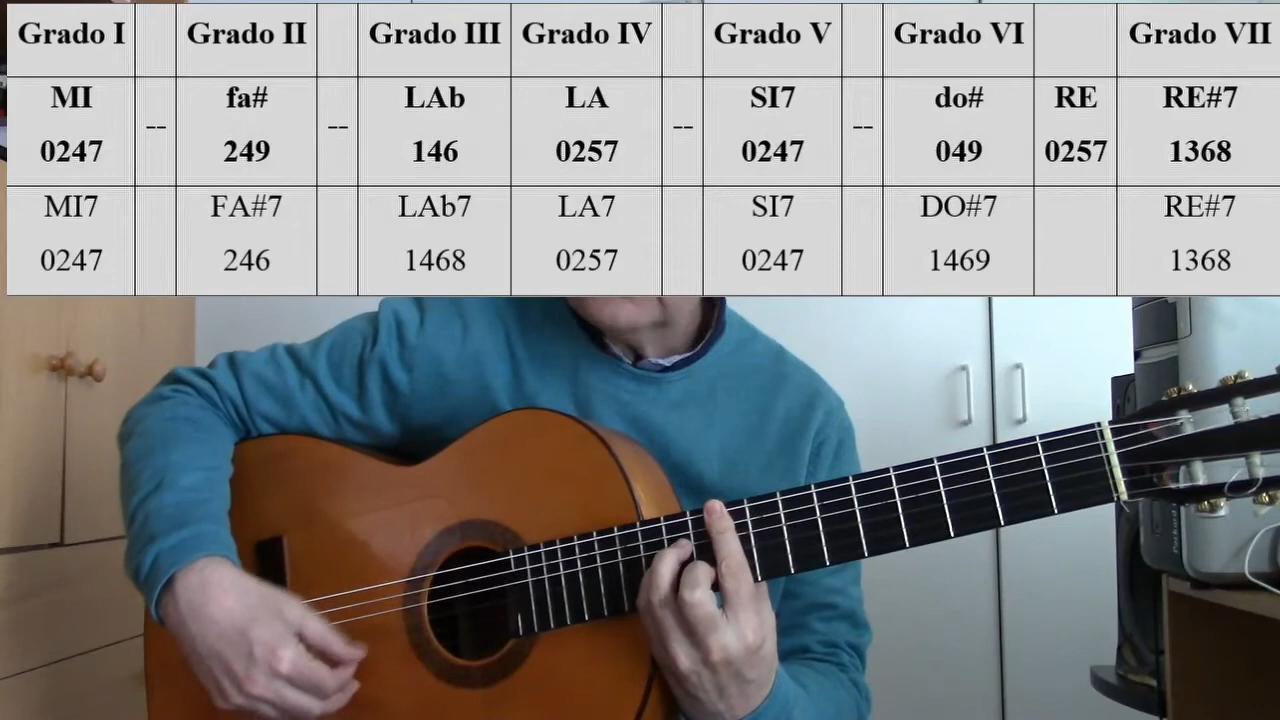 Grado I Grado II Grado III Grado IV Grado V Grado VI Grado VII
MI -- fa# -- LAb LA -- SI7 -- do# RE RE#7
0247 249 146 0257 0247 049 0257 1368
MI7 FA#7 LAb7 LA7 SI7 DO#7 RE#7
0247 246 1468 0257 0247 1469 1368